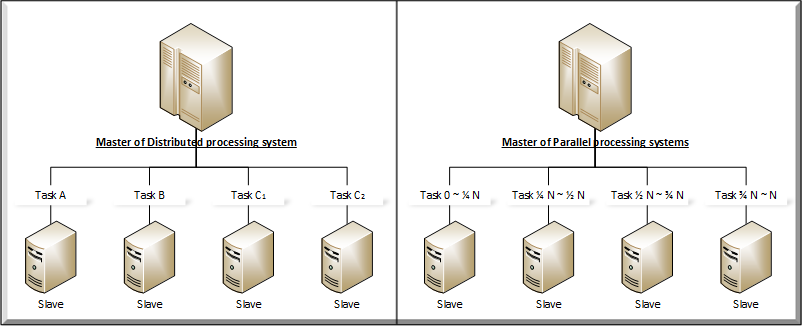 Master of Distributed processing system
Task A
Task B
Task C₁
Task C₂
Slave
Slave
Slave
Slave
Master of Parallel processing systems
Task 0 ~ ¼ N
Task ¼ N ~ ½ N
Task ½ N ~ ¾ N
Task ¾ N ~ N
Slave
Slave
Slave
Slave